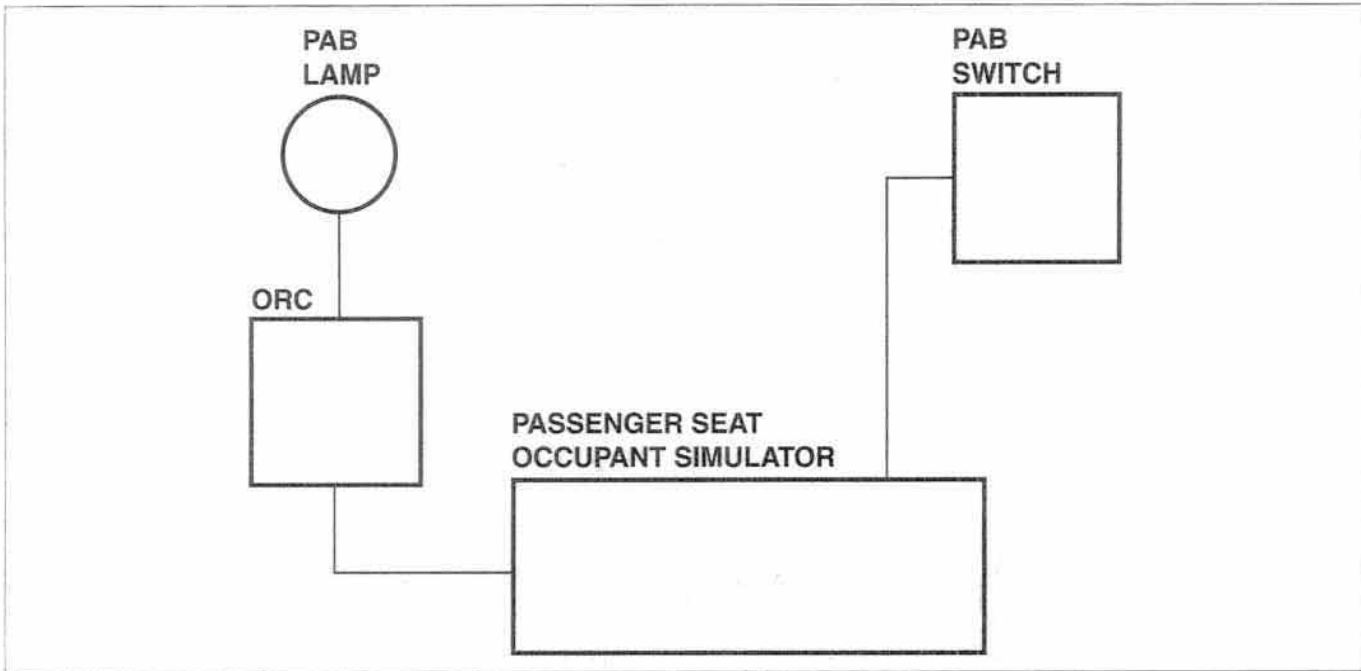 PAB
LAMP
PAB
SWITCH
ORC
PASSENGER SEAT
OCCUPANT SIMULATOR